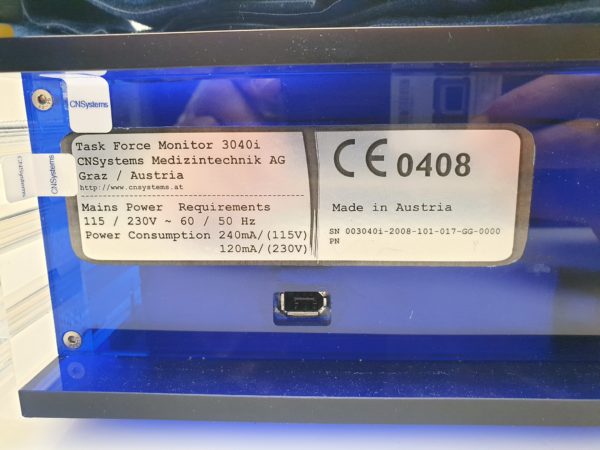 CNSystems
CNSystems
CNSystems
Task Force Monitor 3040i
CNSystems Medizintechnik AG
Graz / Austria
http://www.cnsystems.at
Mains Power Requirements
115 / 230V ~ 60 / 50 Hz
Power Consumption 240mA/(115V)
120mA/(230V)
CE 0408
Made in Austria
SN 003040i-2008-101-017-GG-0000
PN